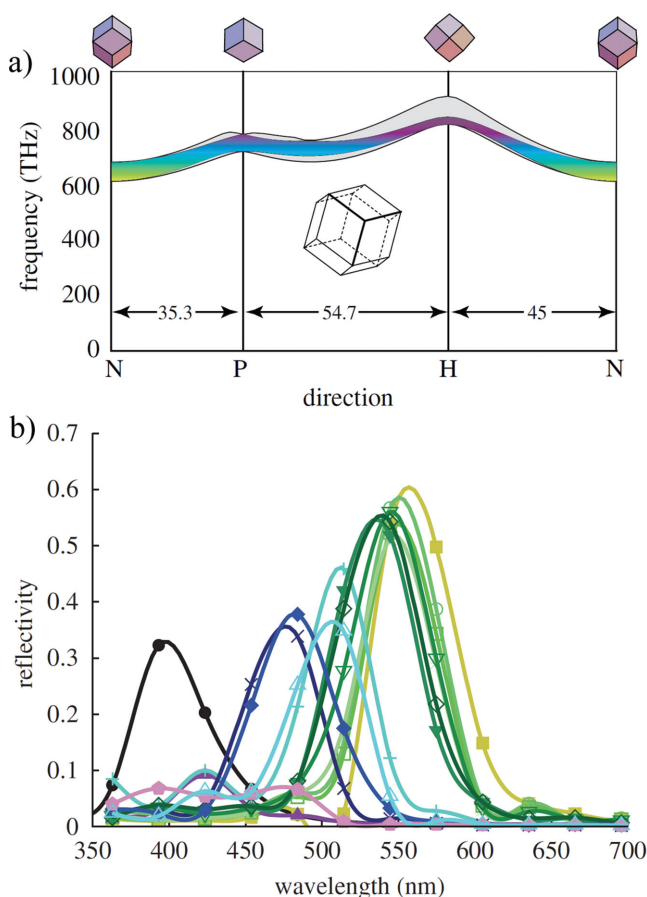 a)
1000
800
600
400
200
0
frequency (THz)
35.3
54.7
45
N
P
H
N
direction
b)
0.7
0.6
0.5
0.4
0.3
0.2
0.1
0
reflectivity
350
400
450
500
550
600
650
700
wavelength (nm)